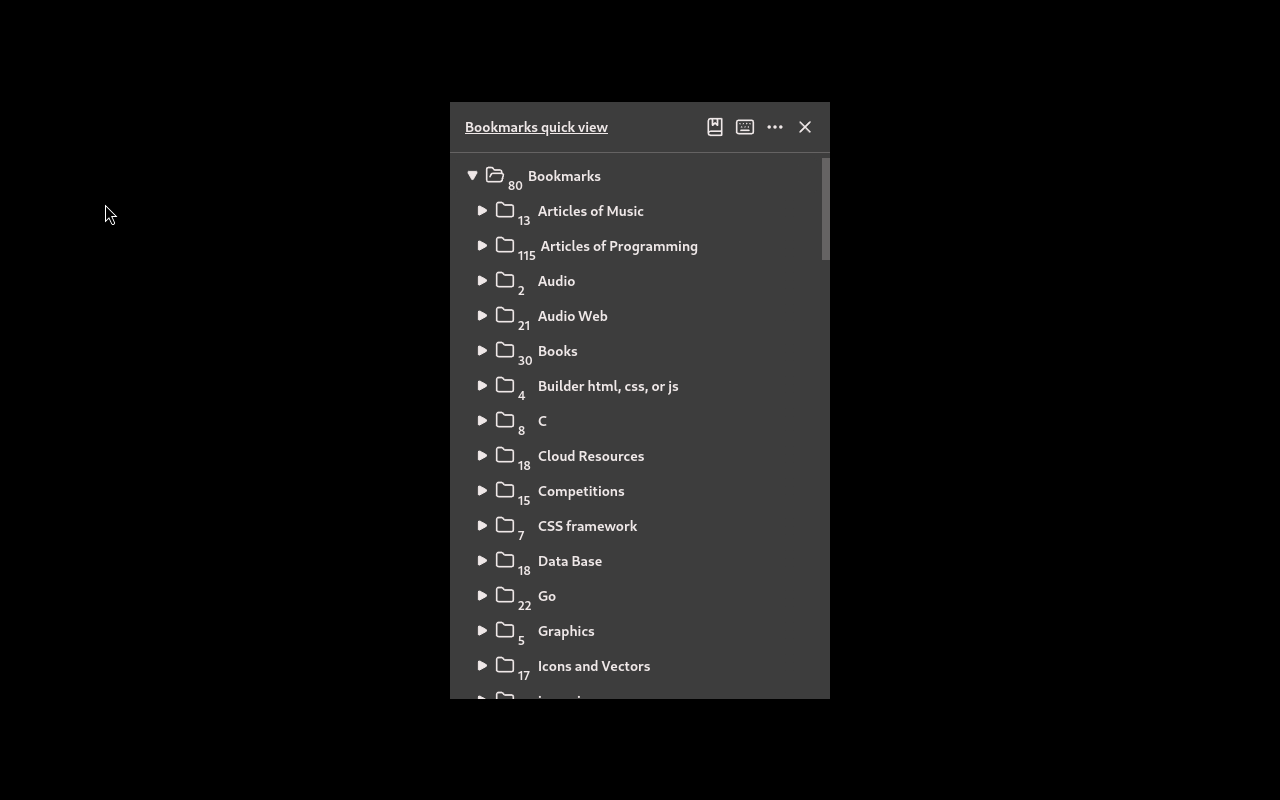 Bookmarks quick view
80 Bookmarks
13 Articles of Music
115 Articles of Programming
2 Audio
21 Audio Web
30 Books
4 Builder html, css, or js
8 C
18 Cloud Resources
15 Competitions
7 CSS framework
18 Data Base
22 Go
5 Graphics
17 Icons and Vectors